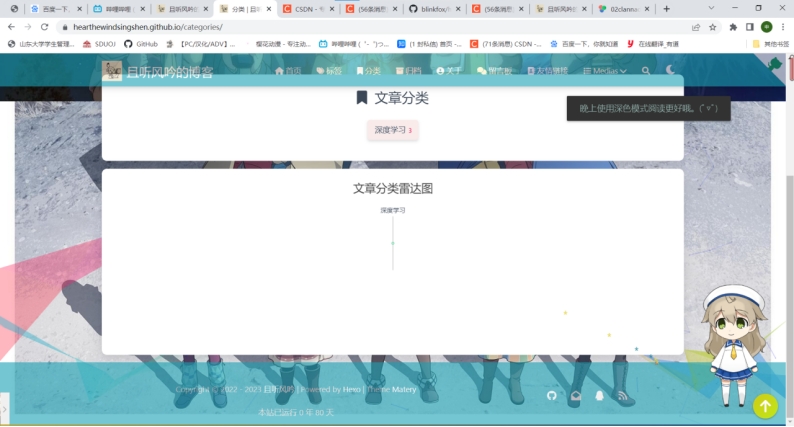 百度一下,
哔哩哔哩
分类 | 且
CSDN - 专
(56条消息
blinkfox/h
(56条消息
且听风吟
02clannad
hearthewindsingshen.github.io/categories/
山东大学学生管理...
SDUOJ
GitHub
【PC/汉化/ADV】...
樱花动漫 - 专注动...
哔哩哔哩 ( ゜- ゜)つ...
(1 封私信) 首页 -...
(71条消息) CSDN -...
百度一下，你就知道
在线翻译_有道
其他书签
且听风吟的博客
首页
标签
分类
归档
关于
留言板
友情链接
Medias
文章分类
晚上使用深色模式阅读更好哦。(ﾟ∀ﾟ)
深度学习 3
文章分类雷达图
深度学习
Copyright © 2022 - 2023 且听风吟 | Powered by Hexo | Theme Matery
本站已运行 0 年 80 天